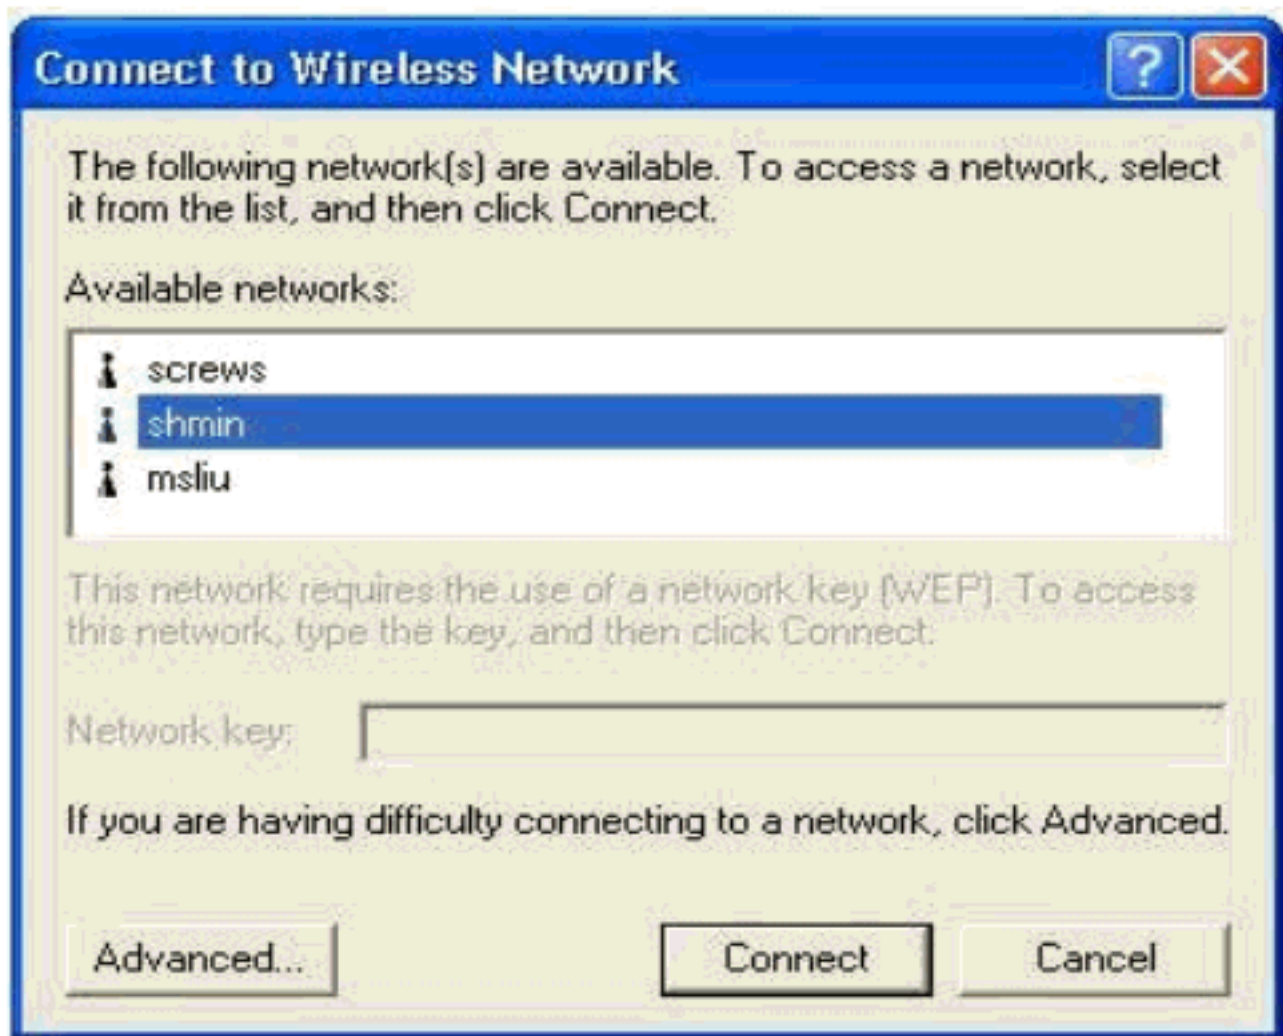 Connect to Wireless Network
The following network(s) are available. To access a network, select
it from the list, and then click Connect.
Available networks:
screws
shmin
msliu
This network requires the use of a network key (WEP). To access
this network, type the key, and then click Connect.
Network key:
If you are having difficulty connecting to a network, click Advanced.
Advanced...
Connect
Cancel